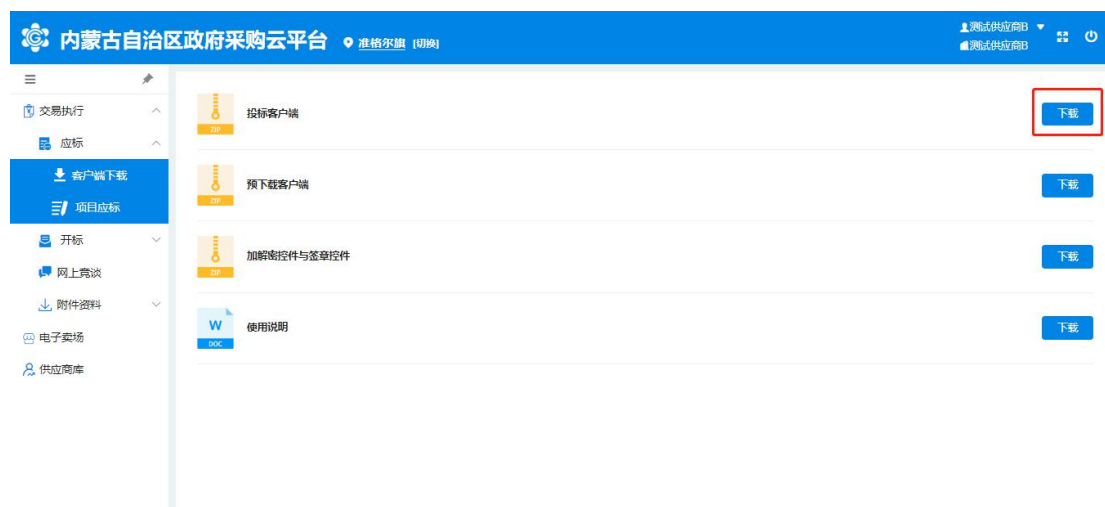 内蒙古自治区政府采购云平台 准格尔旗 [切换]
测试供应商B
测试供应商B
交易执行
应标
客户端下载
项目应标
开标
网上竞谈
附件资料
电子卖场
供应商库
ZIP 投标客户端 下载
ZIP 预下载客户端 下载
ZIP 加解密控件与签章控件 下载
W DOC 使用说明 下载